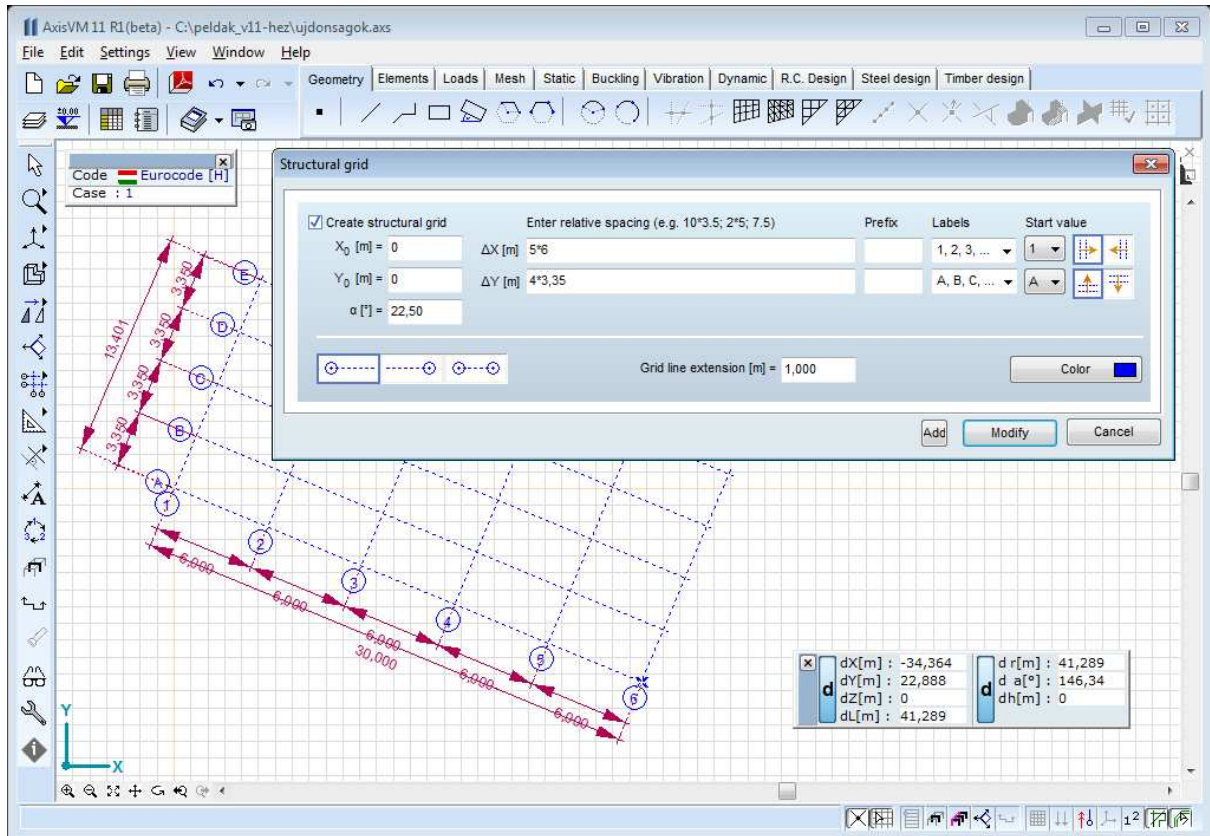 AxisVM 11 R1(beta) - C:\peldak_v11-hez\ujdonsagok.axs
File Edit Settings View Window Help
Geometry Elements Loads Mesh Static Buckling Vibration Dynamic R.C. Design Steel design Timber design
Code Eurocode [H]
Case : 1
Structural grid
Create structural grid Enter relative spacing (e.g. 10*3.5; 2*5; 7.5) Prefix Labels Start value
X0 [m] = 0 ΔX [m] 5*6 1, 2, 3, ... 1
Y0 [m] = 0 ΔY [m] 4*3,35 A, B, C, ... A
α [°] = 22,50
Grid line extension [m] = 1,000 Color
Add Modify Cancel
E
D
C
B
A
13,401
3,350
3,350
3,350
3,350
1
2
3
4
5
6
6,000
6,000
6,000
6,000
6,000
30,000
dX[m] : -34,364 d r[m] : 41,289
dY[m] : 22,888 d a[°] : 146,34
dZ[m] : 0 dh[m] : 0
dL[m] : 41,289
d d
Y
X